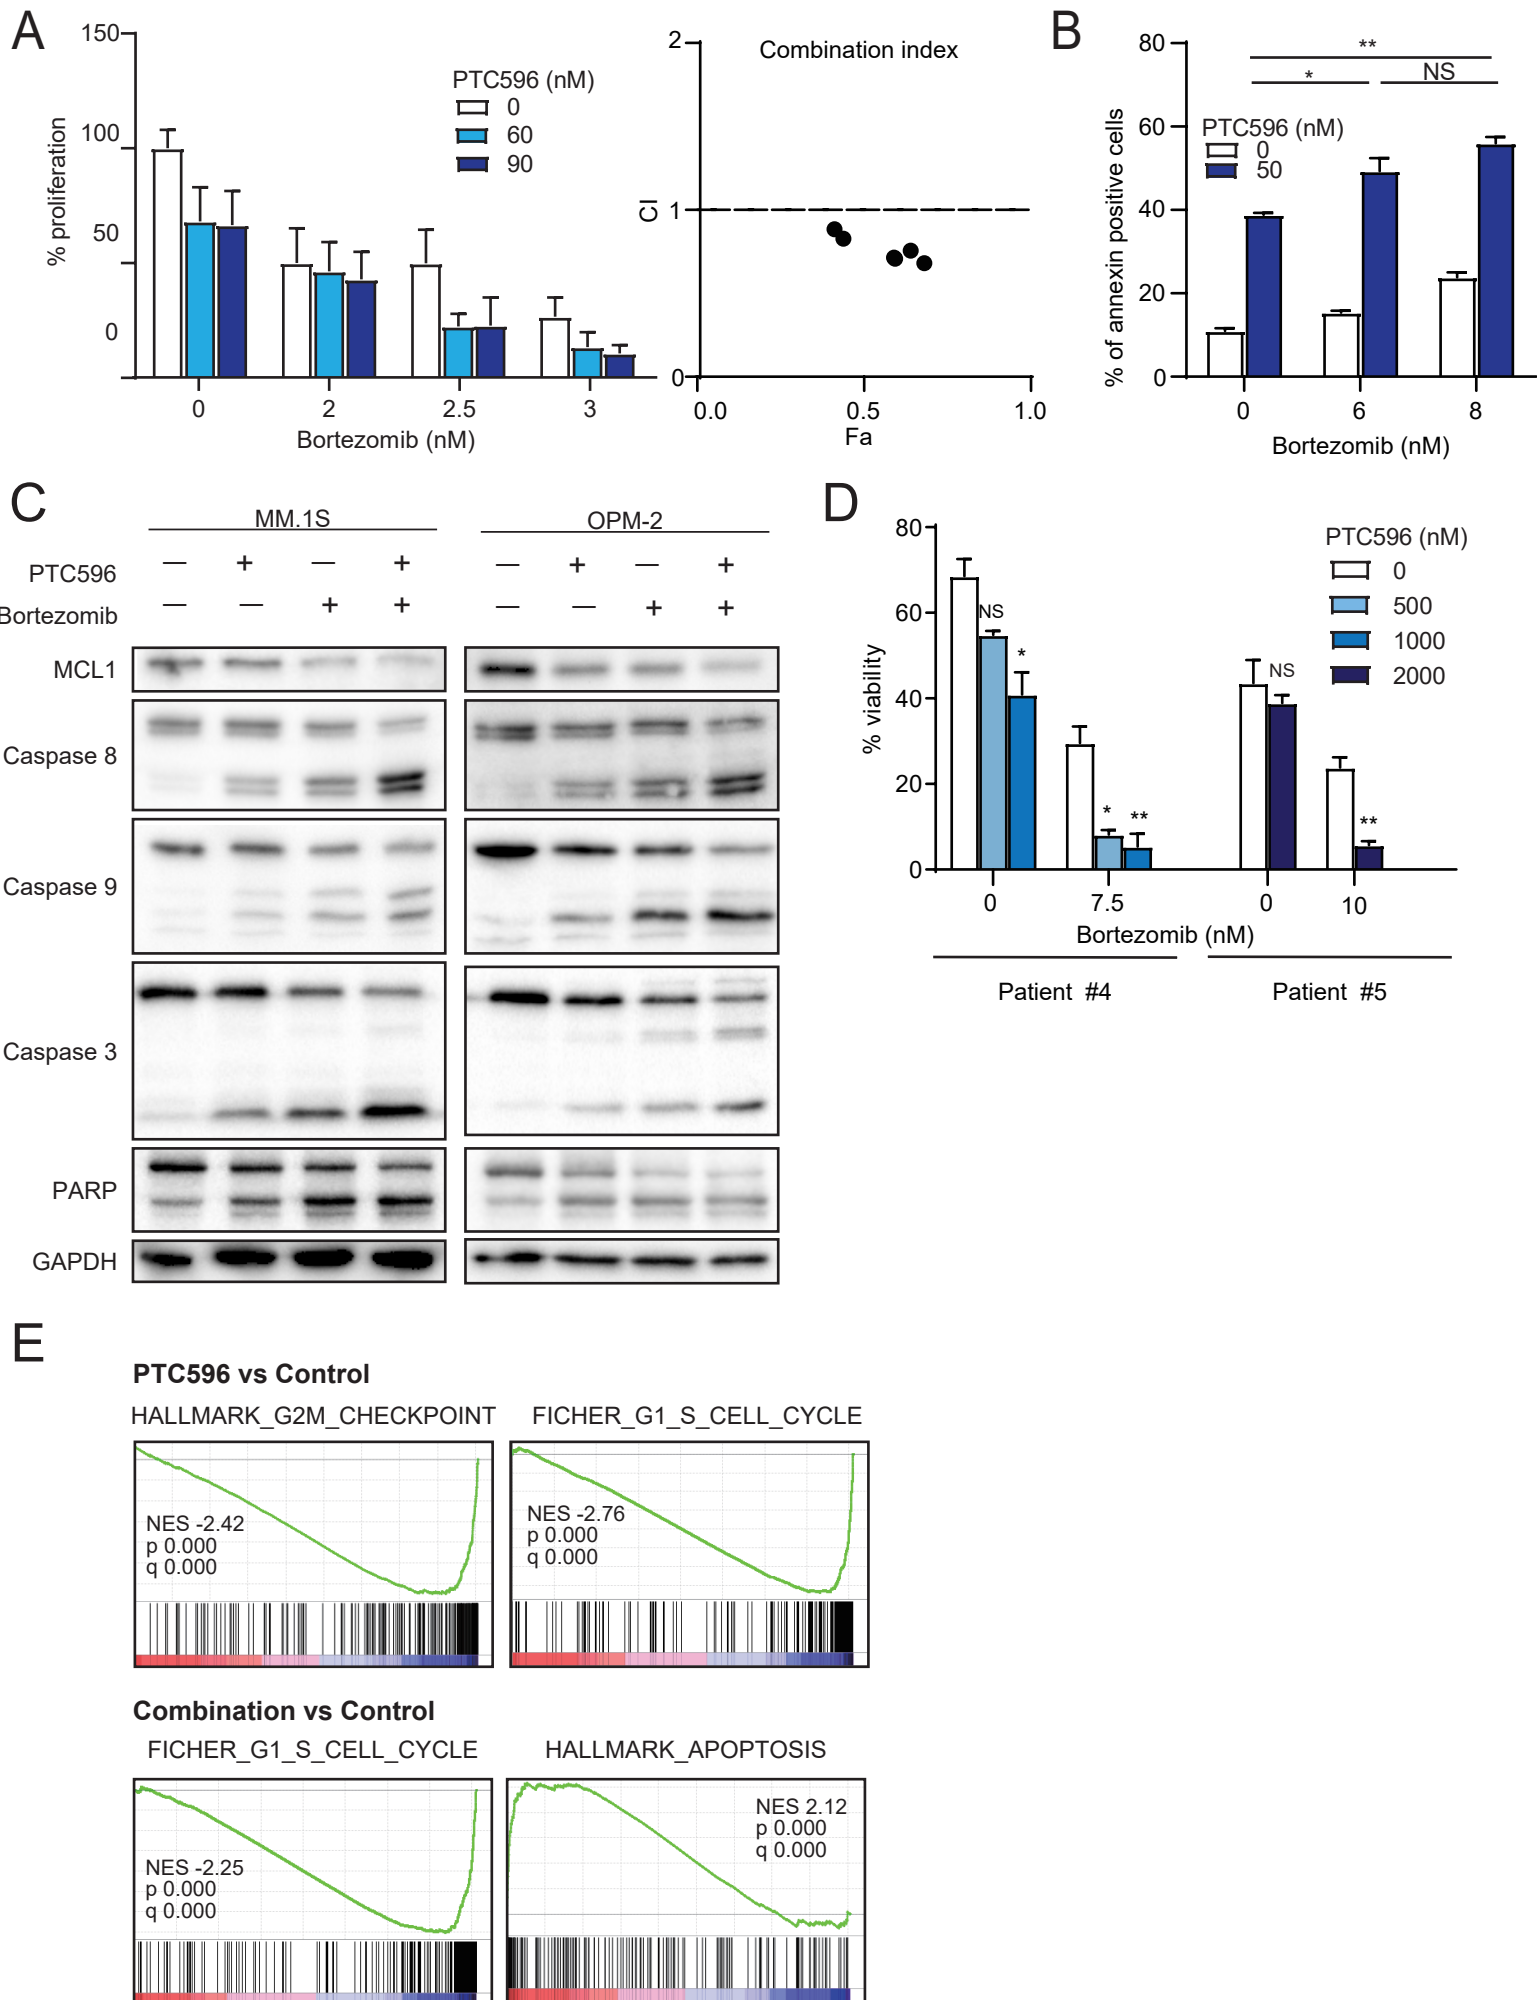 A
150
100
50
0
% proliferation
PTC596 (nM)
0
60
90
0 2 2.5 3
Bortezomib (nM)
Combination index
2
1
0
CI
0.0 0.5 1.0
Fa
B
80
60
40
20
0
% of annexin positive cells
PTC596 (nM)
0
50
**
* NS
0 6 8
Bortezomib (nM)
C
MM.1S OPM-2
PTC596 — + — + — + — +
Bortezomib — — + + — — + +
MCL1
Caspase 8
Caspase 9
Caspase 3
PARP
GAPDH
D
80
60
40
20
0
% viability
PTC596 (nM)
0
500
1000
2000
NS * * ** NS **
0 7.5 0 10
Bortezomib (nM)
Patient #4 Patient #5
E
PTC596 vs Control
HALLMARK_G2M_CHECKPOINT
NES -2.42
p 0.000
q 0.000
FICHER_G1_S_CELL_CYCLE
NES -2.76
p 0.000
q 0.000
Combination vs Control
FICHER_G1_S_CELL_CYCLE
NES -2.25
p 0.000
q 0.000
HALLMARK_APOPTOSIS
NES 2.12
p 0.000
q 0.000